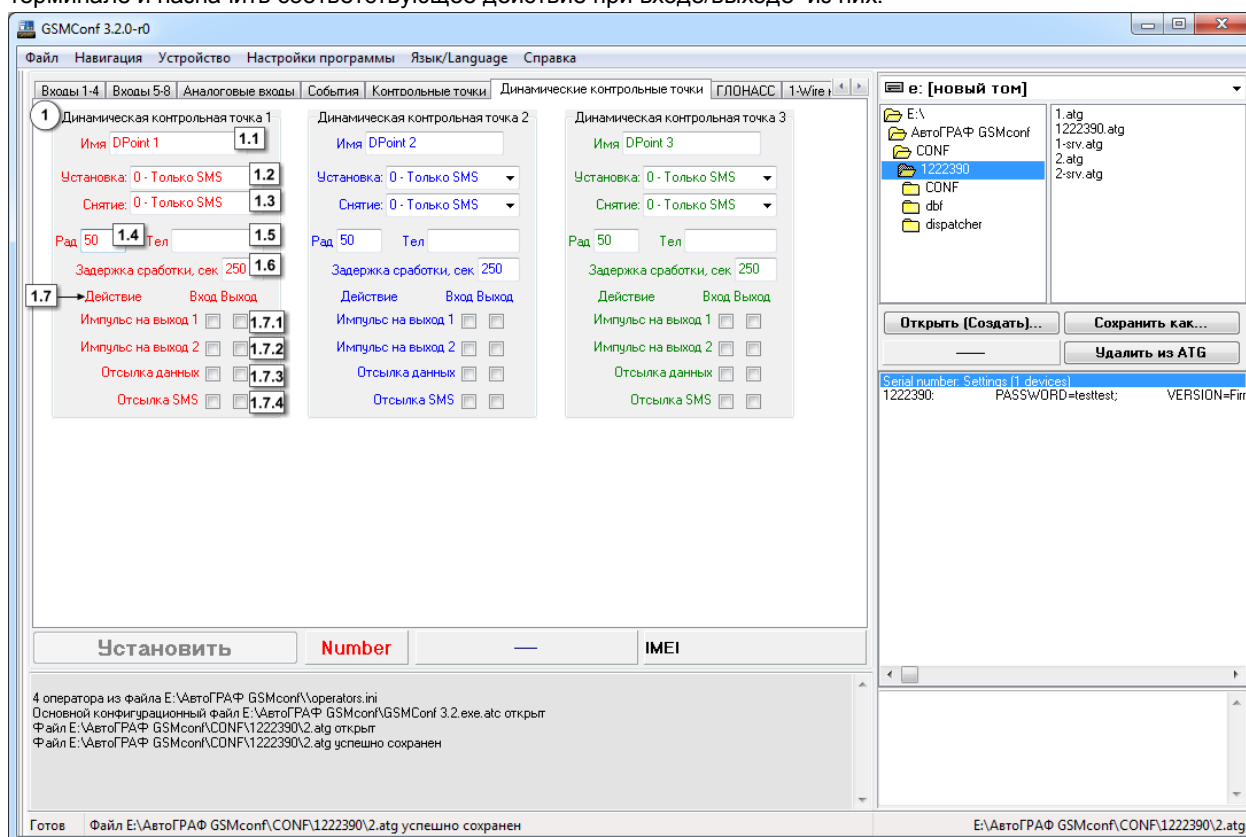 терминале и назначить соответствующее действие при входе/выходе из них.
GSMConf 3.2.0-r0
Файл Навигация Устройство Настройки программы Язык/Language Справка
Входы 1-4 Входы 5-8 Аналоговые входы События Контрольные точки Динамические контрольные точки ГЛОНАСС 1-Wire
1 Динамическая контрольная точка 1
Имя DPoint 1 1.1
Установка: 0 - Только SMS 1.2
Снятие: 0 - Только SMS 1.3
Рад 50 1.4 Тел 1.5
Задержка сработки, сек 250 1.6
1.7 Действие Вход Выход
Импульс на выход 1 1.7.1
Импульс на выход 2 1.7.2
Отсылка данных 1.7.3
Отсылка SMS 1.7.4
Динамическая контрольная точка 2
Имя DPoint 2
Установка: 0 - Только SMS
Снятие: 0 - Только SMS
Рад 50 Тел
Задержка сработки, сек 250
Действие Вход Выход
Импульс на выход 1
Импульс на выход 2
Отсылка данных
Отсылка SMS
Динамическая контрольная точка 3
Имя DPoint 3
Установка: 0 - Только SMS
Снятие: 0 - Только SMS
Рад 50 Тел
Задержка сработки, сек 250
Действие Вход Выход
Импульс на выход 1
Импульс на выход 2
Отсылка данных
Отсылка SMS
Установить Number — IMEI
4 оператора из файла E:\АвтоГРАФ GSMconf\\operators.ini
Основной конфигурационный файл E:\АвтоГРАФ GSMconf\GSMConf 3.2.exe.atc открыт
Файл E:\АвтоГРАФ GSMconf\CONF\1222390\2.atg открыт
Файл E:\АвтоГРАФ GSMconf\CONF\1222390\2.atg успешно сохранен
e: [новый том]
E:\
АвтоГРАФ GSMconf
CONF
1222390
CONF
dbf
dispatcher
1.atg
1222390.atg
1-srv.atg
2.atg
2-srv.atg
Открыть (Создать)... Сохранить как...
— Удалить из ATG
Serial number: Settings (1 devices)
1222390: PASSWORD=testtest; VERSION=Fir
Готов Файл E:\АвтоГРАФ GSMconf\CONF\1222390\2.atg успешно сохранен E:\АвтоГРАФ GSMconf\CONF\1222390\2.atg